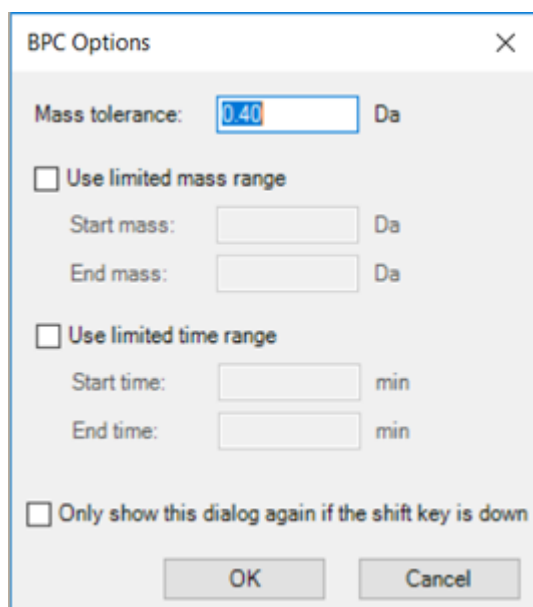 BPC Options
Mass tolerance: 0.40 Da
Use limited mass range
Start mass: Da
End mass: Da
Use limited time range
Start time: min
End time: min
Only show this dialog again if the shift key is down
OK Cancel